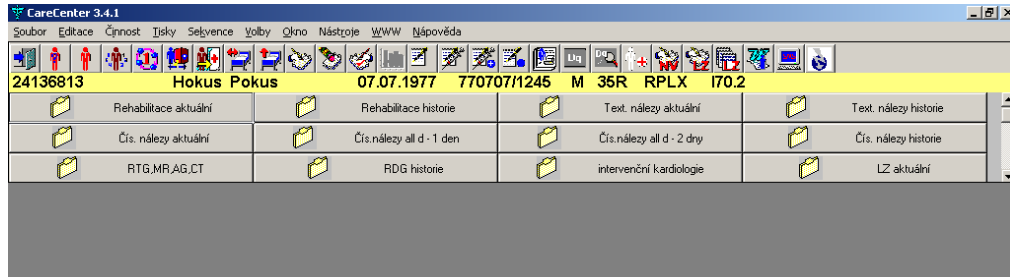 CareCenter 3.4.1
Soubor Editace Činnost Tisky Sekvence Volby Okno Nástroje WWW Nápověda
24136813 Hokus Pokus 07.07.1977 770707/1245 M 35R RPLX I70.2
Rehabilitace aktuální Rehabilitace historie Text. nálezy aktuální Text. nálezy historie
Čís. nálezy aktuální Čís.nálezy all d - 1 den Čís.nálezy all d - 2 dny Čís. nálezy historie
RTG,MR,AG,CT RDG historie intervenční kardiologie LZ aktuální